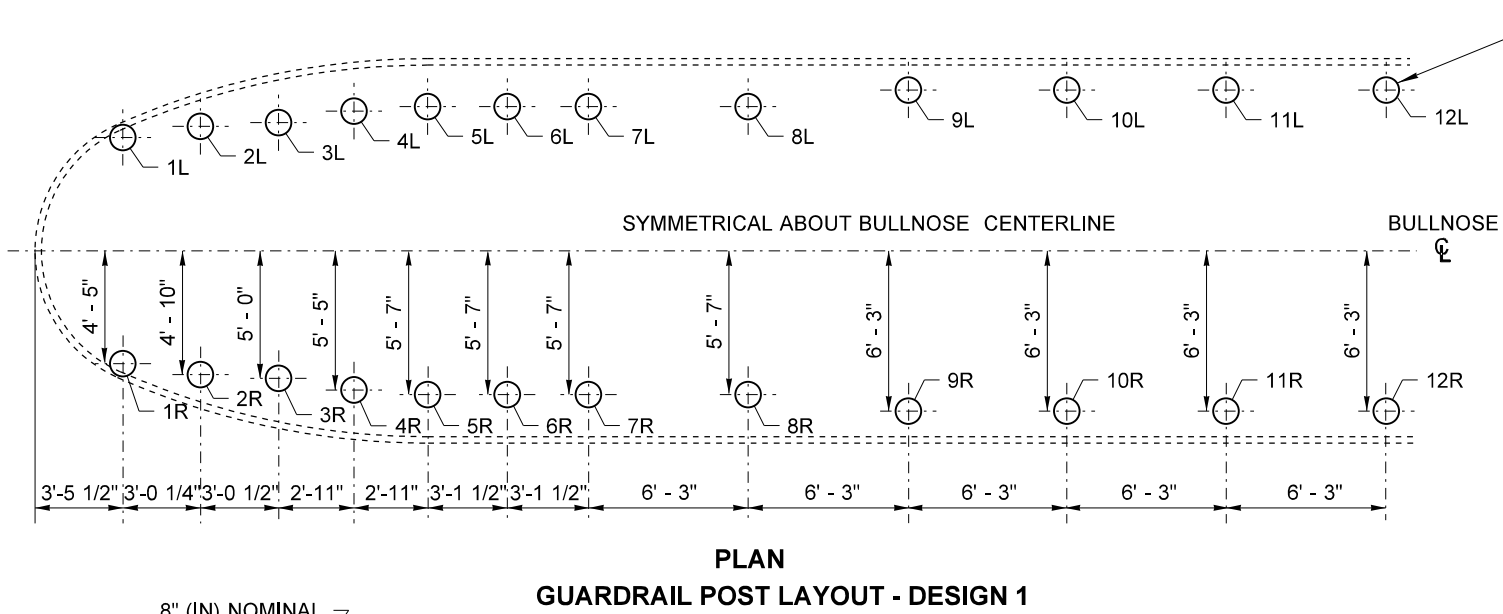 1L
2L
3L
4L
5L
6L
7L
8L
9L
10L
11L
12L
SYMMETRICAL ABOUT BULLNOSE CENTERLINE
BULLNOSE
℄
4' - 5"
4' - 10"
5' - 0"
5' - 5"
5' - 7"
5' - 7"
5' - 7"
5' - 7"
6' - 3"
6' - 3"
6' - 3"
6' - 3"
1R
2R
3R
4R
5R
6R
7R
8R
9R
10R
11R
12R
3'-5 1/2"
3'-0 1/4"
3'-0 1/2"
2'-11"
2'-11"
3'-1 1/2"
3'-1 1/2"
6' - 3"
6' - 3"
6' - 3"
6' - 3"
6' - 3"
PLAN
GUARDRAIL POST LAYOUT - DESIGN 1
8" (IN) NOMINAL